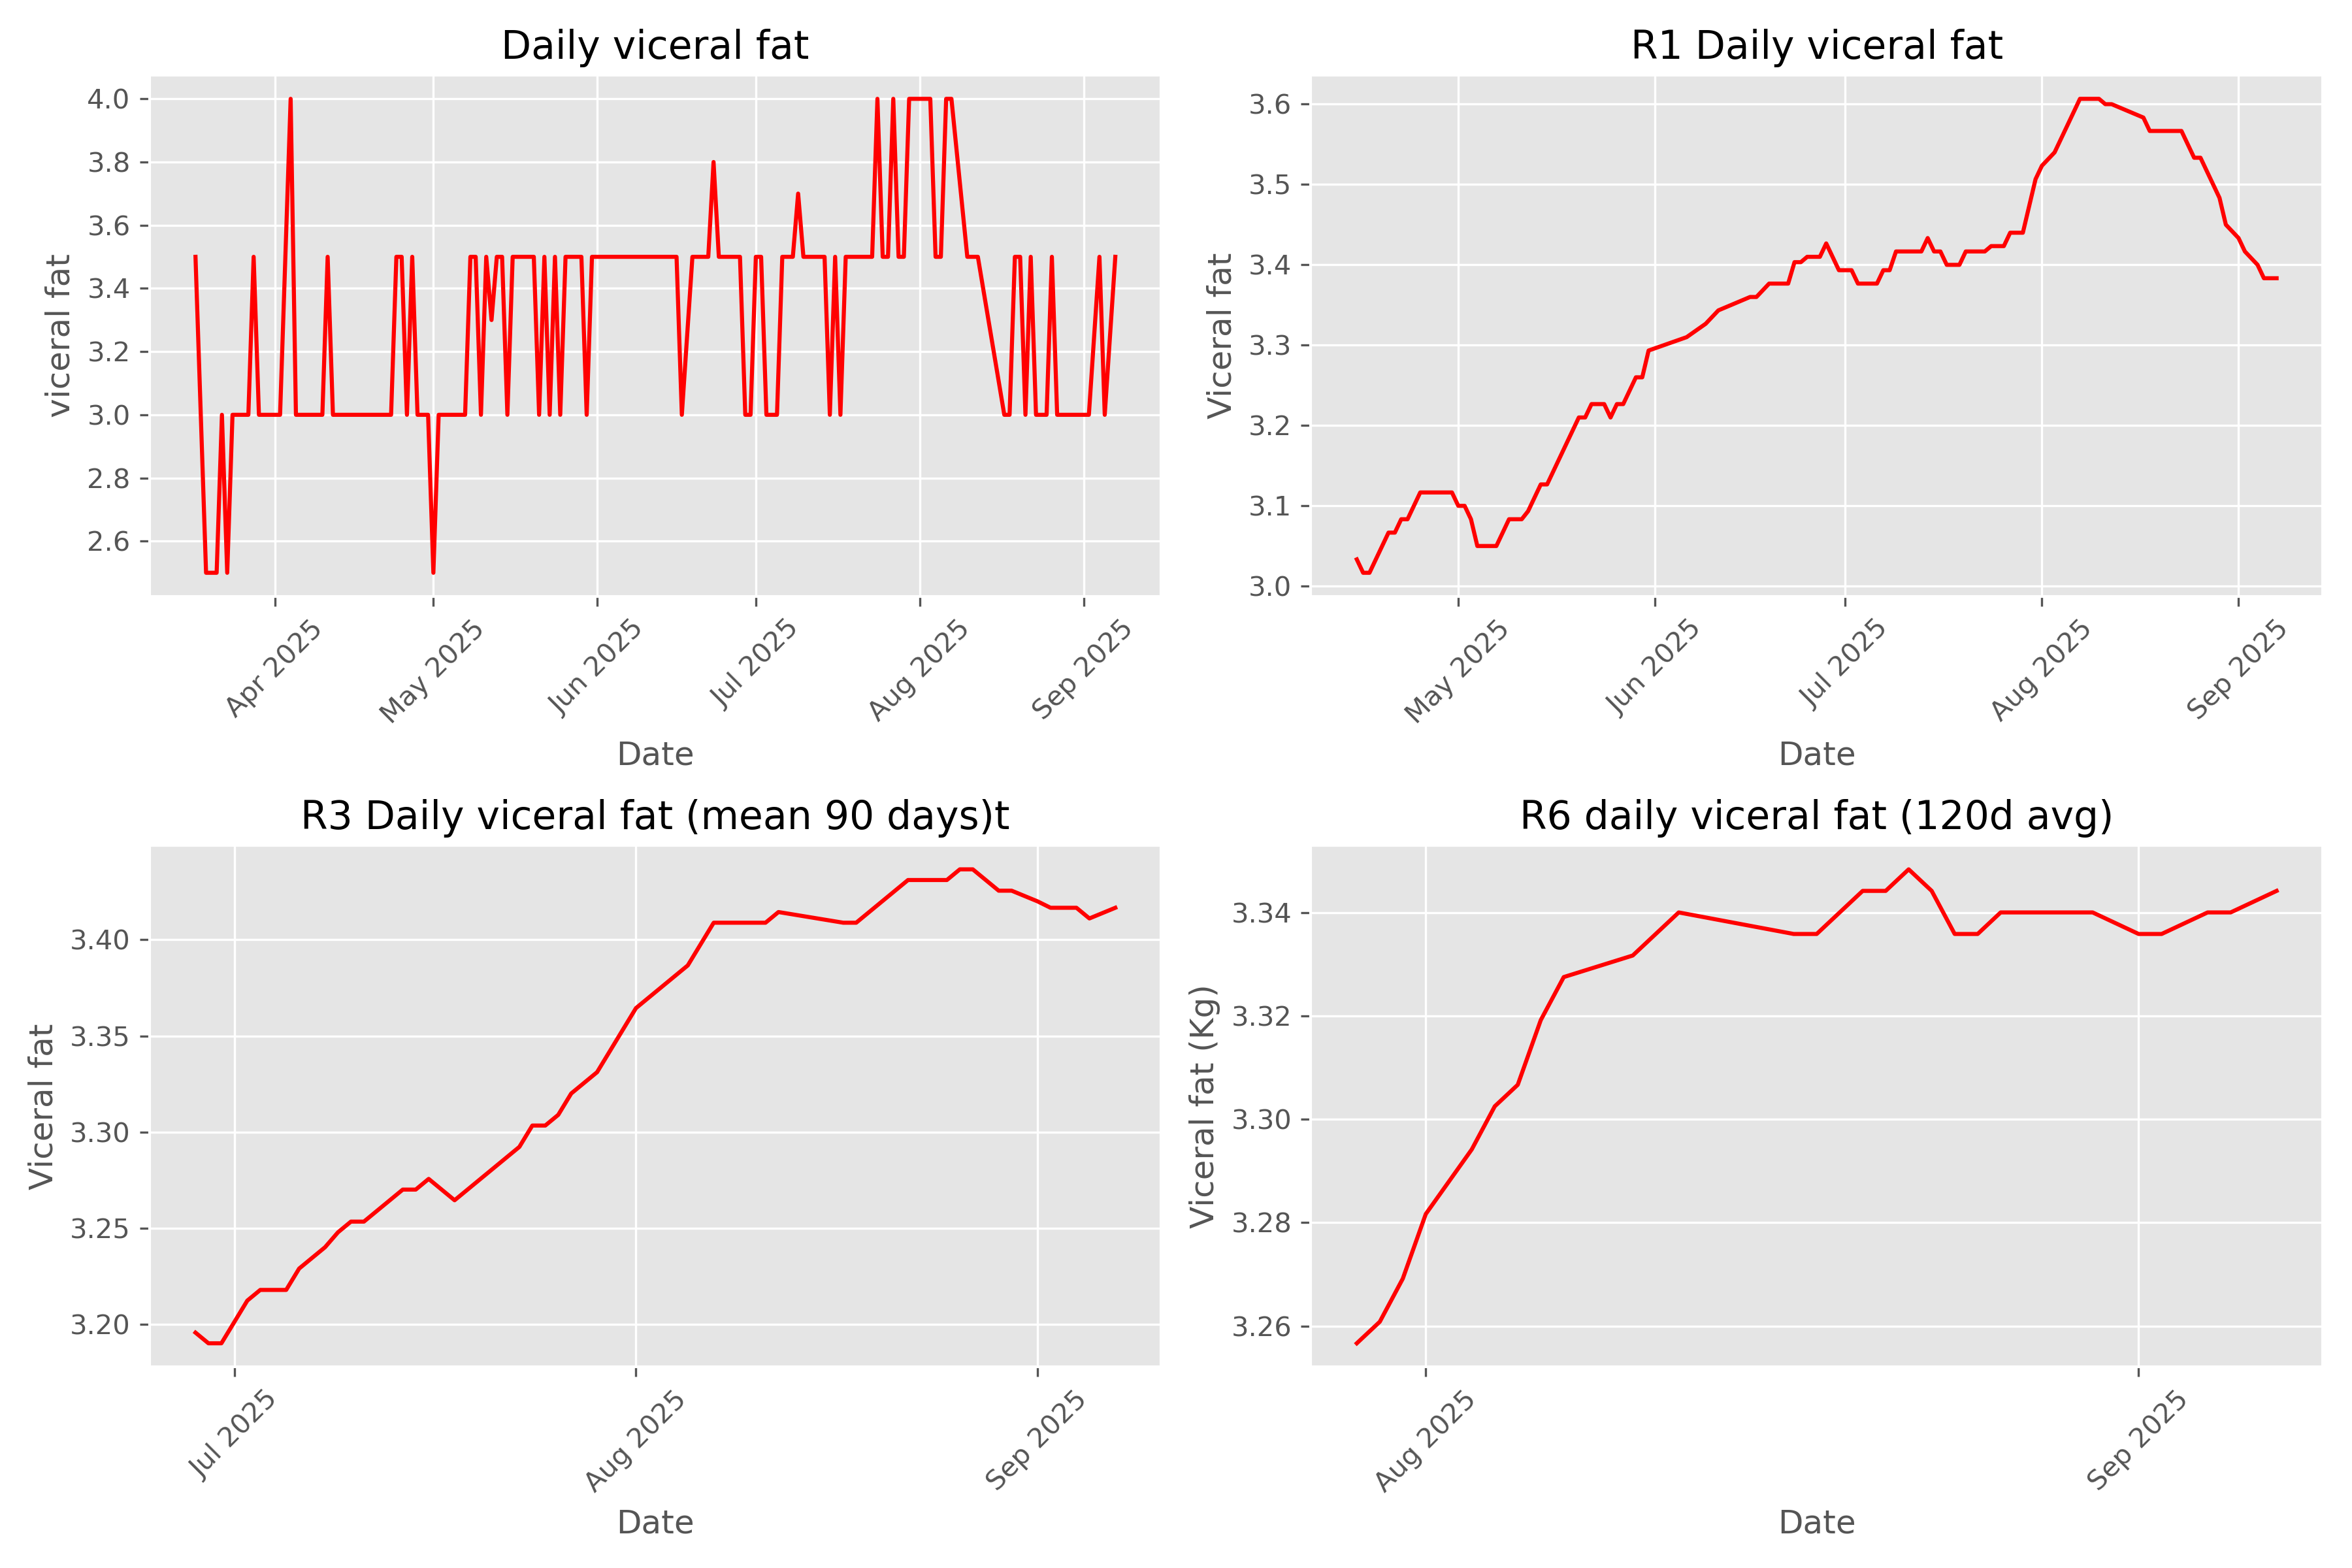 Daily viceral fat
viceral fat
4.0
3.8
3.6
3.4
3.2
3.0
2.8
2.6
Apr 2025
May 2025
Jun 2025
Jul 2025
Aug 2025
Sep 2025
Date
R1 Daily viceral fat
Viceral fat
3.6
3.5
3.4
3.3
3.2
3.1
3.0
May 2025
Jun 2025
Jul 2025
Aug 2025
Sep 2025
Date
R3 Daily viceral fat (mean 90 days)t
Viceral fat
3.40
3.35
3.30
3.25
3.20
Jul 2025
Aug 2025
Sep 2025
Date
R6 daily viceral fat (120d avg)
Viceral fat (Kg)
3.34
3.32
3.30
3.28
3.26
Aug 2025
Sep 2025
Date